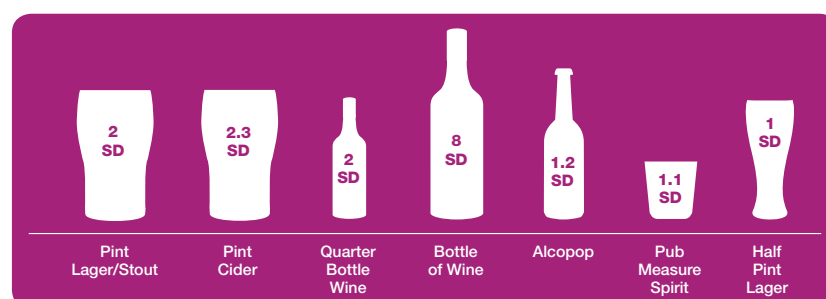 2
SD
2.3
SD
2
SD
8
SD
1.2
SD
1.1
SD
1
SD
Pint
Lager/Stout
Pint
Cider
Quarter
Bottle
Wine
Bottle
of Wine
Alcopop
Pub
Measure
Spirit
Half
Pint
Lager